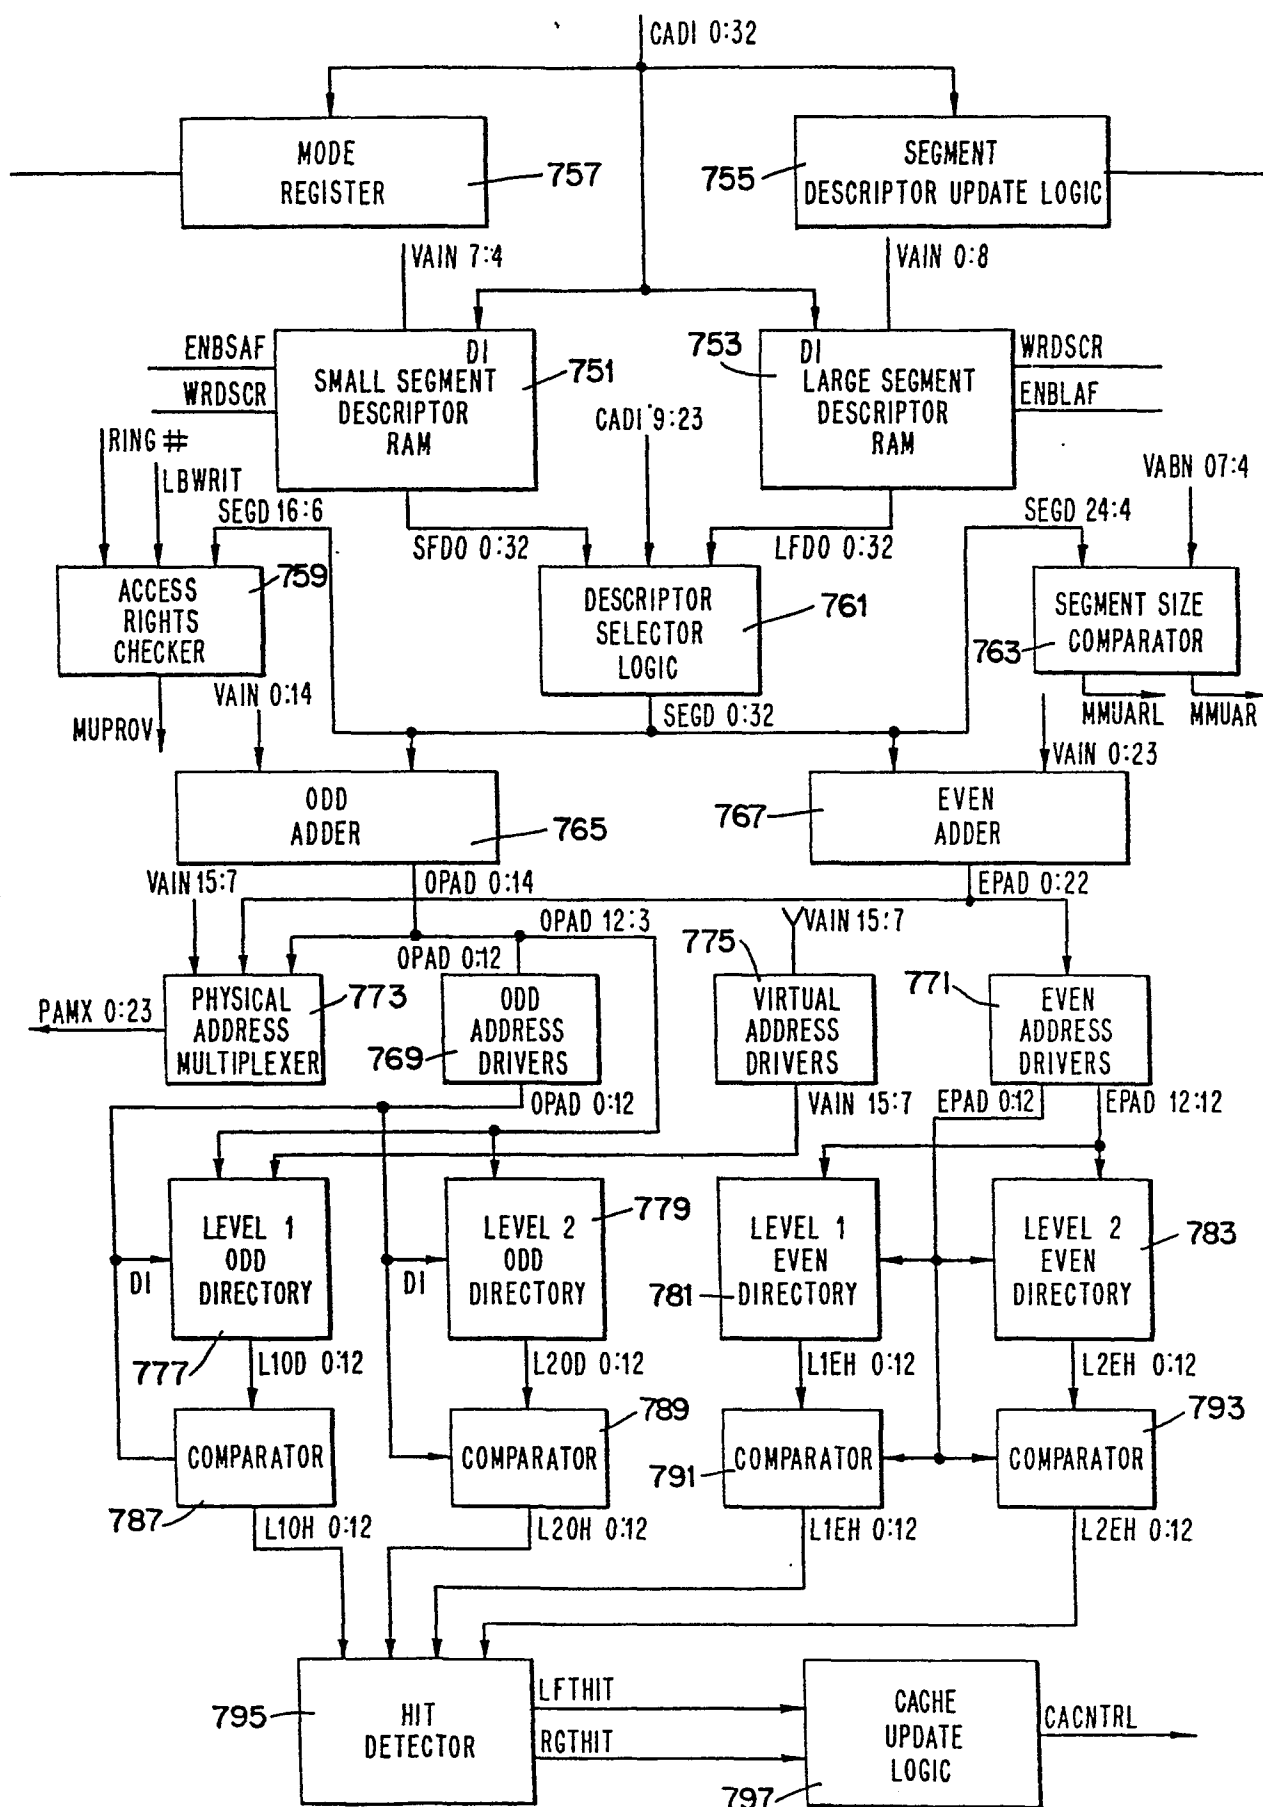 CADI 0:32
MODE
REGISTER
757
755
SEGMENT
DESCRIPTOR UPDATE LOGIC
VAIN 7:4
VAIN 0:8
ENBSAF
WRDSCR
DI
SMALL SEGMENT
DESCRIPTOR
RAM
751
753
DI
LARGE SEGMENT
DESCRIPTOR
RAM
WRDSCR
ENBLAF
CADI 9:23
RING #
LBWRIT
SEGD 16:6
VABN 07:4
SEGD 24:4
SFDO 0:32
LFDO 0:32
ACCESS
RIGHTS
CHECKER
759
DESCRIPTOR
SELECTOR
LOGIC
761
SEGMENT SIZE
COMPARATOR
763
MUPROV
VAIN 0:14
SEGD 0:32
MMUARL
MMUAR
VAIN 0:23
ODD
ADDER
765
767
EVEN
ADDER
VAIN 15:7
OPAD 0:14
EPAD 0:22
OPAD 12:3
OPAD 0:12
775
VAIN 15:7
771
PAMX 0:23
PHYSICAL
ADDRESS
MULTIPLEXER
773
769
ODD
ADDRESS
DRIVERS
VIRTUAL
ADDRESS
DRIVERS
EVEN
ADDRESS
DRIVERS
OPAD 0:12
VAIN 15:7
EPAD 0:12
EPAD 12:12
DI
LEVEL 1
ODD
DIRECTORY
777
DI
LEVEL 2
ODD
DIRECTORY
779
LEVEL 1
EVEN
DIRECTORY
781
LEVEL 2
EVEN
DIRECTORY
783
L1OD 0:12
L2OD 0:12
L1EH 0:12
L2EH 0:12
COMPARATOR
787
COMPARATOR
789
COMPARATOR
791
COMPARATOR
793
L1OH 0:12
L2OH 0:12
L1EH 0:12
L2EH 0:12
795
HIT
DETECTOR
LFTHIT
RGTHIT
CACHE
UPDATE
LOGIC
797
CACNTRL